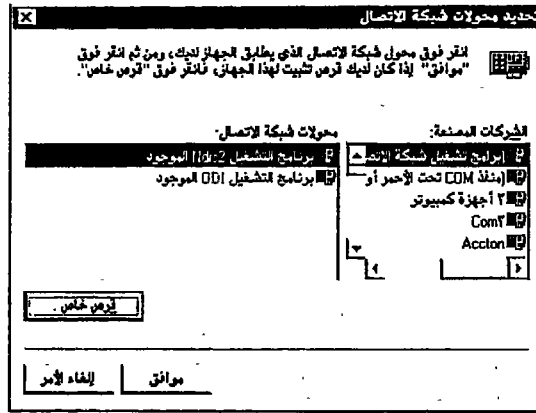 تحديد محولات شبكة الاتصال
انقر فوق محول شبكة الاتصال الذي يطابق الجهاز لديك، ومن ثم انقر فوق
"موافق" إذا كان لديك قرص تثبيت لهذا الجهاز، فانقر فوق "قرص خاص".
الشركات المصنعة:
(برامج تشغيل شبكة الاتصـ
(منفذ COM تحت الأحمر أو
٣ أجهزة كمبيوتر
Com٣
Accton
محولات شبكة الاتصال:
برنامج التشغيل Ndis2 الموجود
برنامج التشغيل ODI الموجود
قرص خاص.
موافق
إلغاء الأمر